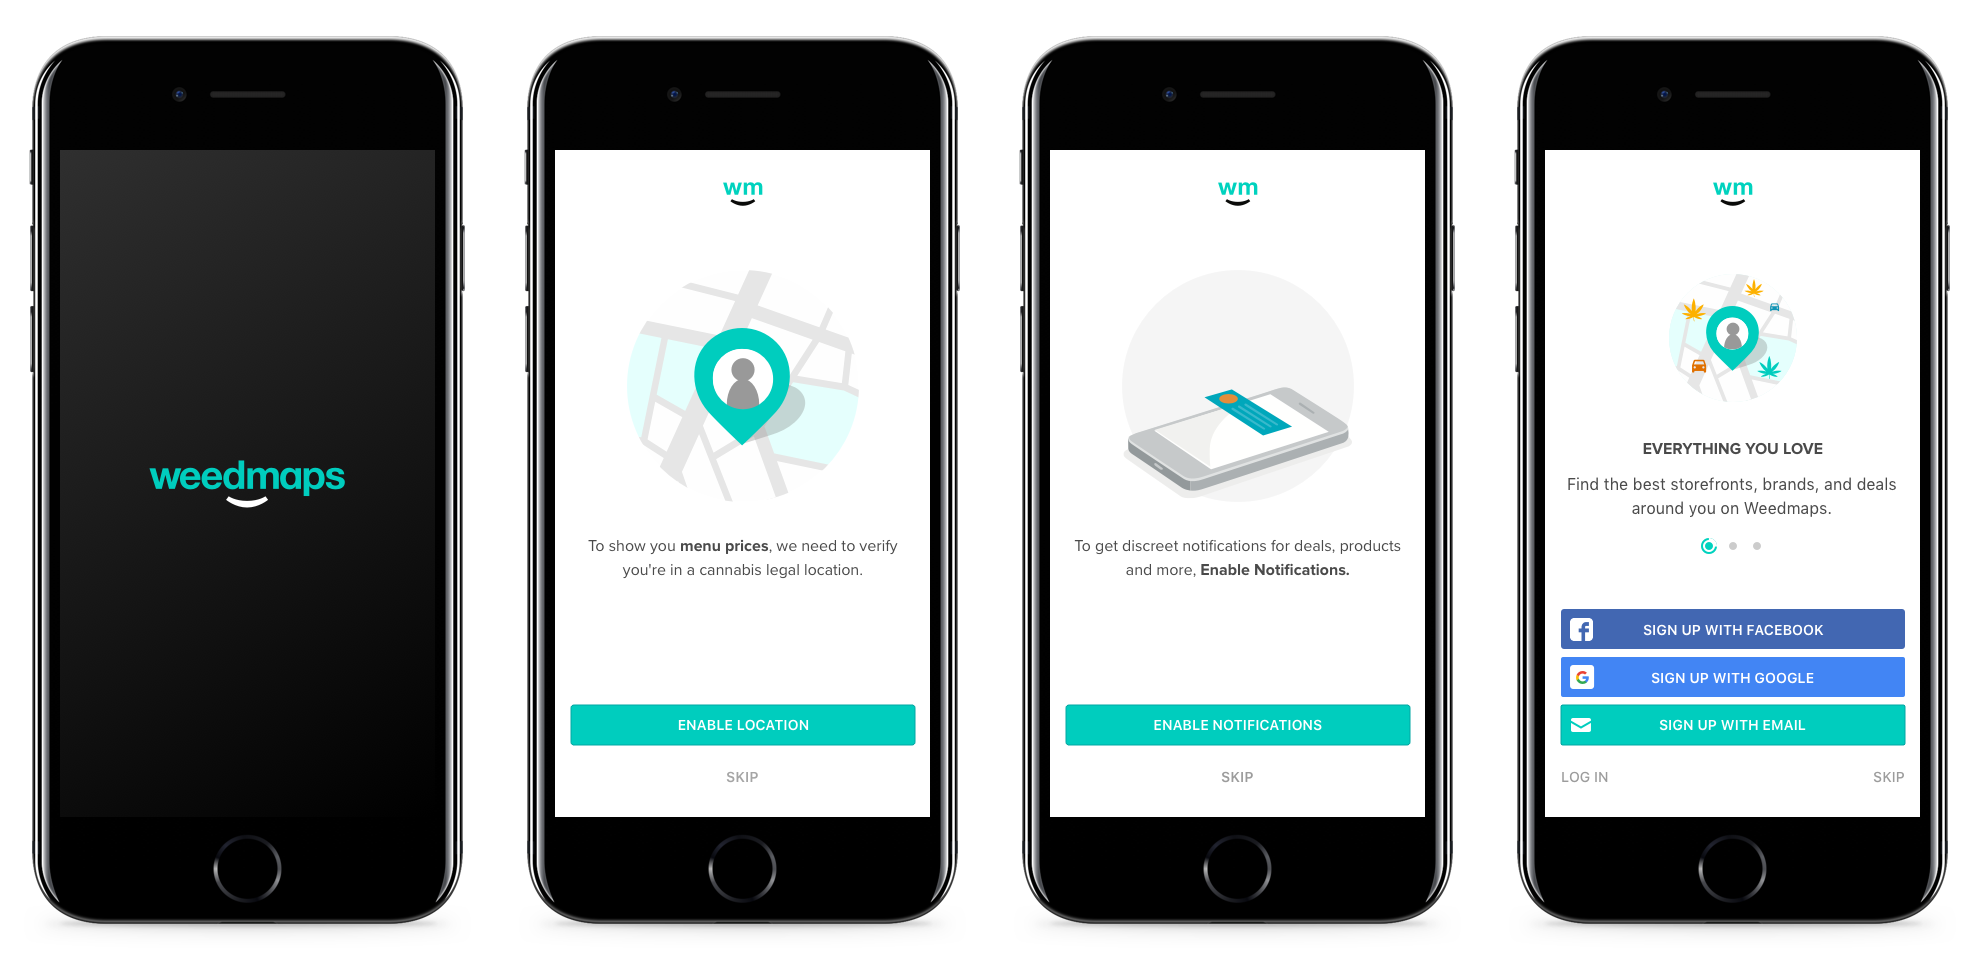 weedmaps
wm
To show you menu prices, we need to verify
you're in a cannabis legal location.
ENABLE LOCATION
SKIP
wm
To get discreet notifications for deals, products
and more, Enable Notifications.
ENABLE NOTIFICATIONS
SKIP
wm
EVERYTHING YOU LOVE
Find the best storefronts, brands, and deals
around you on Weedmaps.
SIGN UP WITH FACEBOOK
SIGN UP WITH GOOGLE
SIGN UP WITH EMAIL
LOG IN
SKIP